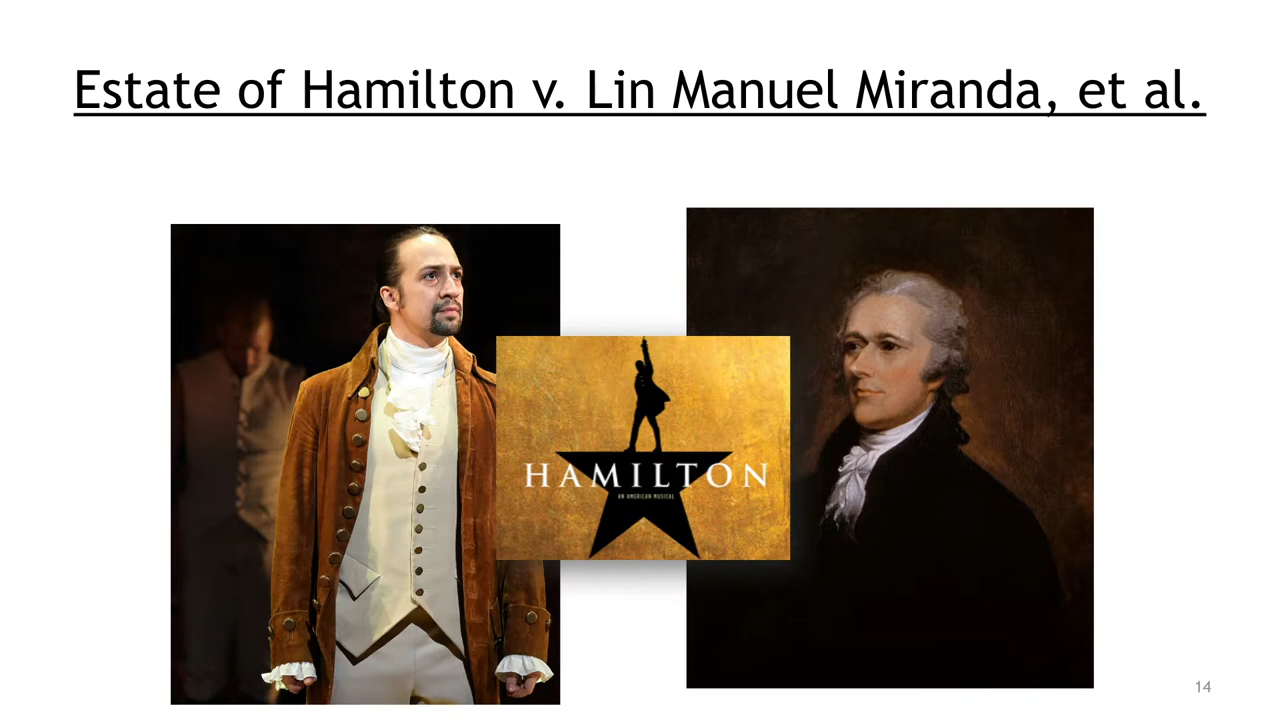 Estate of Hamilton v. Lin Manuel Miranda, et al.
HAMILTON
AN AMERICAN MUSICAL
14